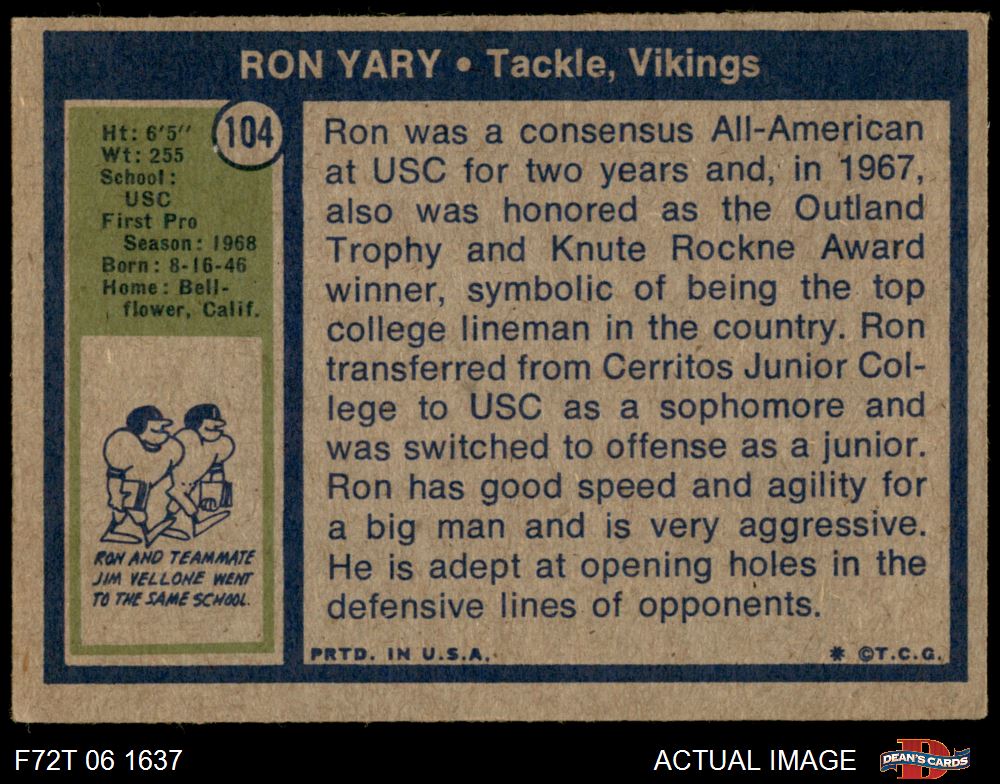 RON YARY • Tackle, Vikings
104
Ht: 6'5"
Wt: 255
School:
USC
First Pro
Season: 1968
Born: 8-16-46
Home: Bell-
flower, Calif.
RON AND TEAMMATE
JIM VELLONE WENT
TO THE SAME SCHOOL.
Ron was a consensus All-American
at USC for two years and, in 1967,
also was honored as the Outland
Trophy and Knute Rockne Award
winner, symbolic of being the top
college lineman in the country. Ron
transferred from Cerritos Junior Col-
lege to USC as a sophomore and
was switched to offense as a junior.
Ron has good speed and agility for
a big man and is very aggressive.
He is adept at opening holes in the
defensive lines of opponents.
PRTD. IN U.S.A.
* ©T.C.G.
F72T 06 1637
ACTUAL IMAGE
D
DEAN'S CARDS